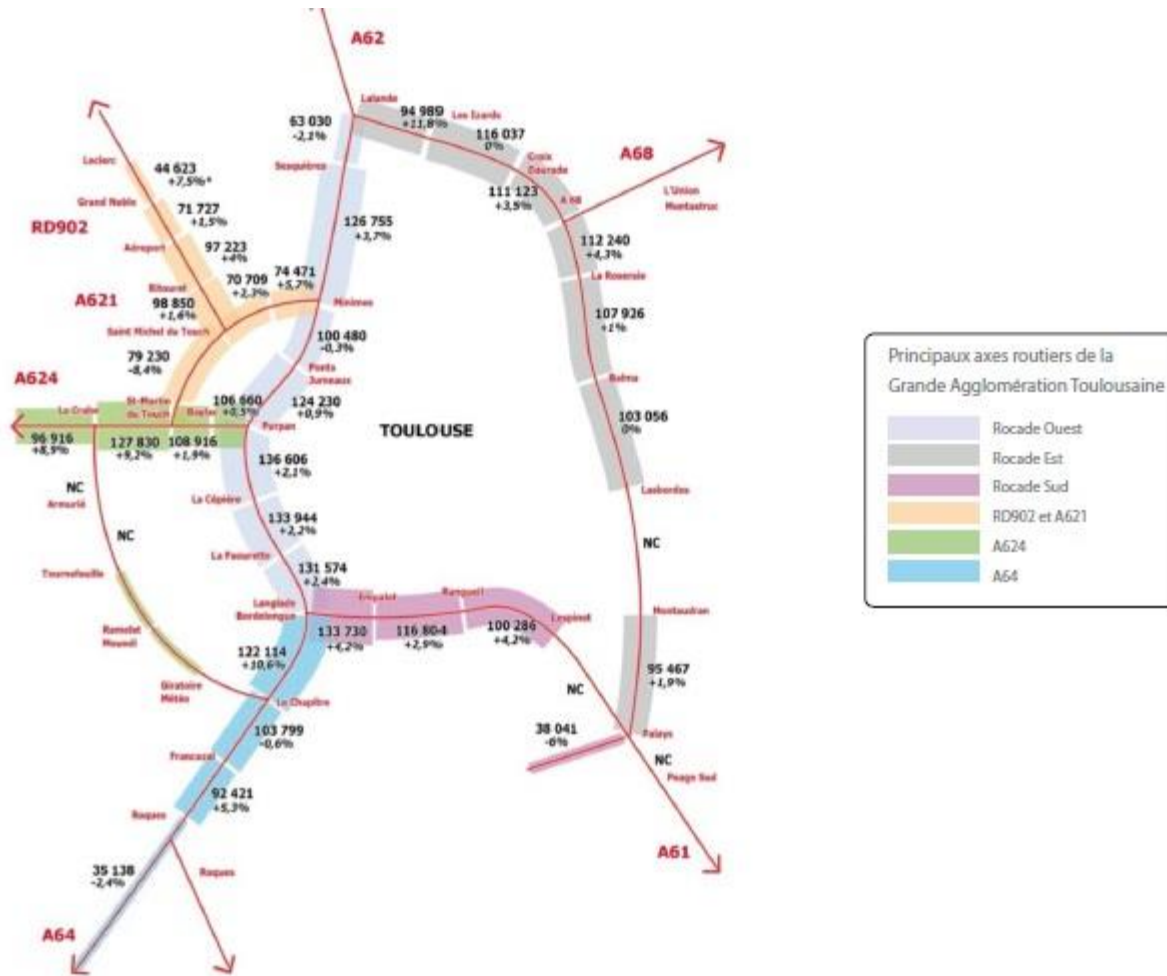 A62
Lalande
94 989
+11,8%
Les Izards
63 030
-2,1%
116 037
0%
Croix
Daurade
A68
Sesquières
Leclerc
44 623
+7,5%*
111 123
+3,5%
A 68
L'Union
Montastruc
Grand Noble
71 727
+1,5%
RD902
126 755
+3,7%
112 240
+4,3%
Aéroport
97 223
+4%
La Roseraie
70 709
+2,3%
74 471
+5,7%
A621
98 850
+1,6%
Minimes
107 926
+1%
Saint Michel du Touch
100 480
-0,3%
79 230
-8,4%
Ponts
Jumeaux
Balma
A624
St-Martin
du Touch
106 660
+0,5%
124 230
+0,9%
103 056
0%
Purpan
TOULOUSE
96 916
+8,9%
127 830
+9,2%
108 916
+1,9%
136 606
+2,1%
NC
Lasbordes
La Cépière
NC
133 944
+2,2%
NC
La Faourette
Tournefeuille
131 574
+2,4%
Langlade
Bordelongue
Empalot
Rangueil
Lespinet
Montaudran
133 730
+4,2%
116 804
+2,9%
100 286
+4,2%
122 114
+10,6%
95 467
+1,9%
Giratoire
Météo
Le Chapitre
NC
103 799
-0,6%
38 041
-6%
Palays
NC
Peage Sud
Francazal
92 421
+5,3%
Roques
A61
35 138
-2,4%
Roques
A64
Principaux axes routiers de la
Grande Agglomération Toulousaine
Rocade Ouest
Rocade Est
Rocade Sud
RD902 et A621
A624
A64